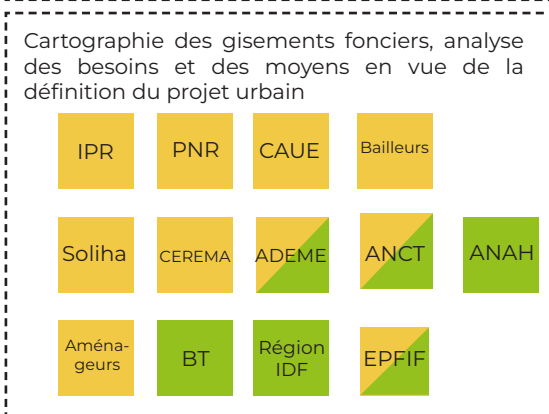 Cartographie des gisements fonciers, analyse
des besoins et des moyens en vue de la
définition du projet urbain
IPR
PNR
CAUE
Bailleurs
Soliha
CEREMA
ADEME
ANCT
ANAH
Aména-
geurs
BT
Région
IDF
EPFIF